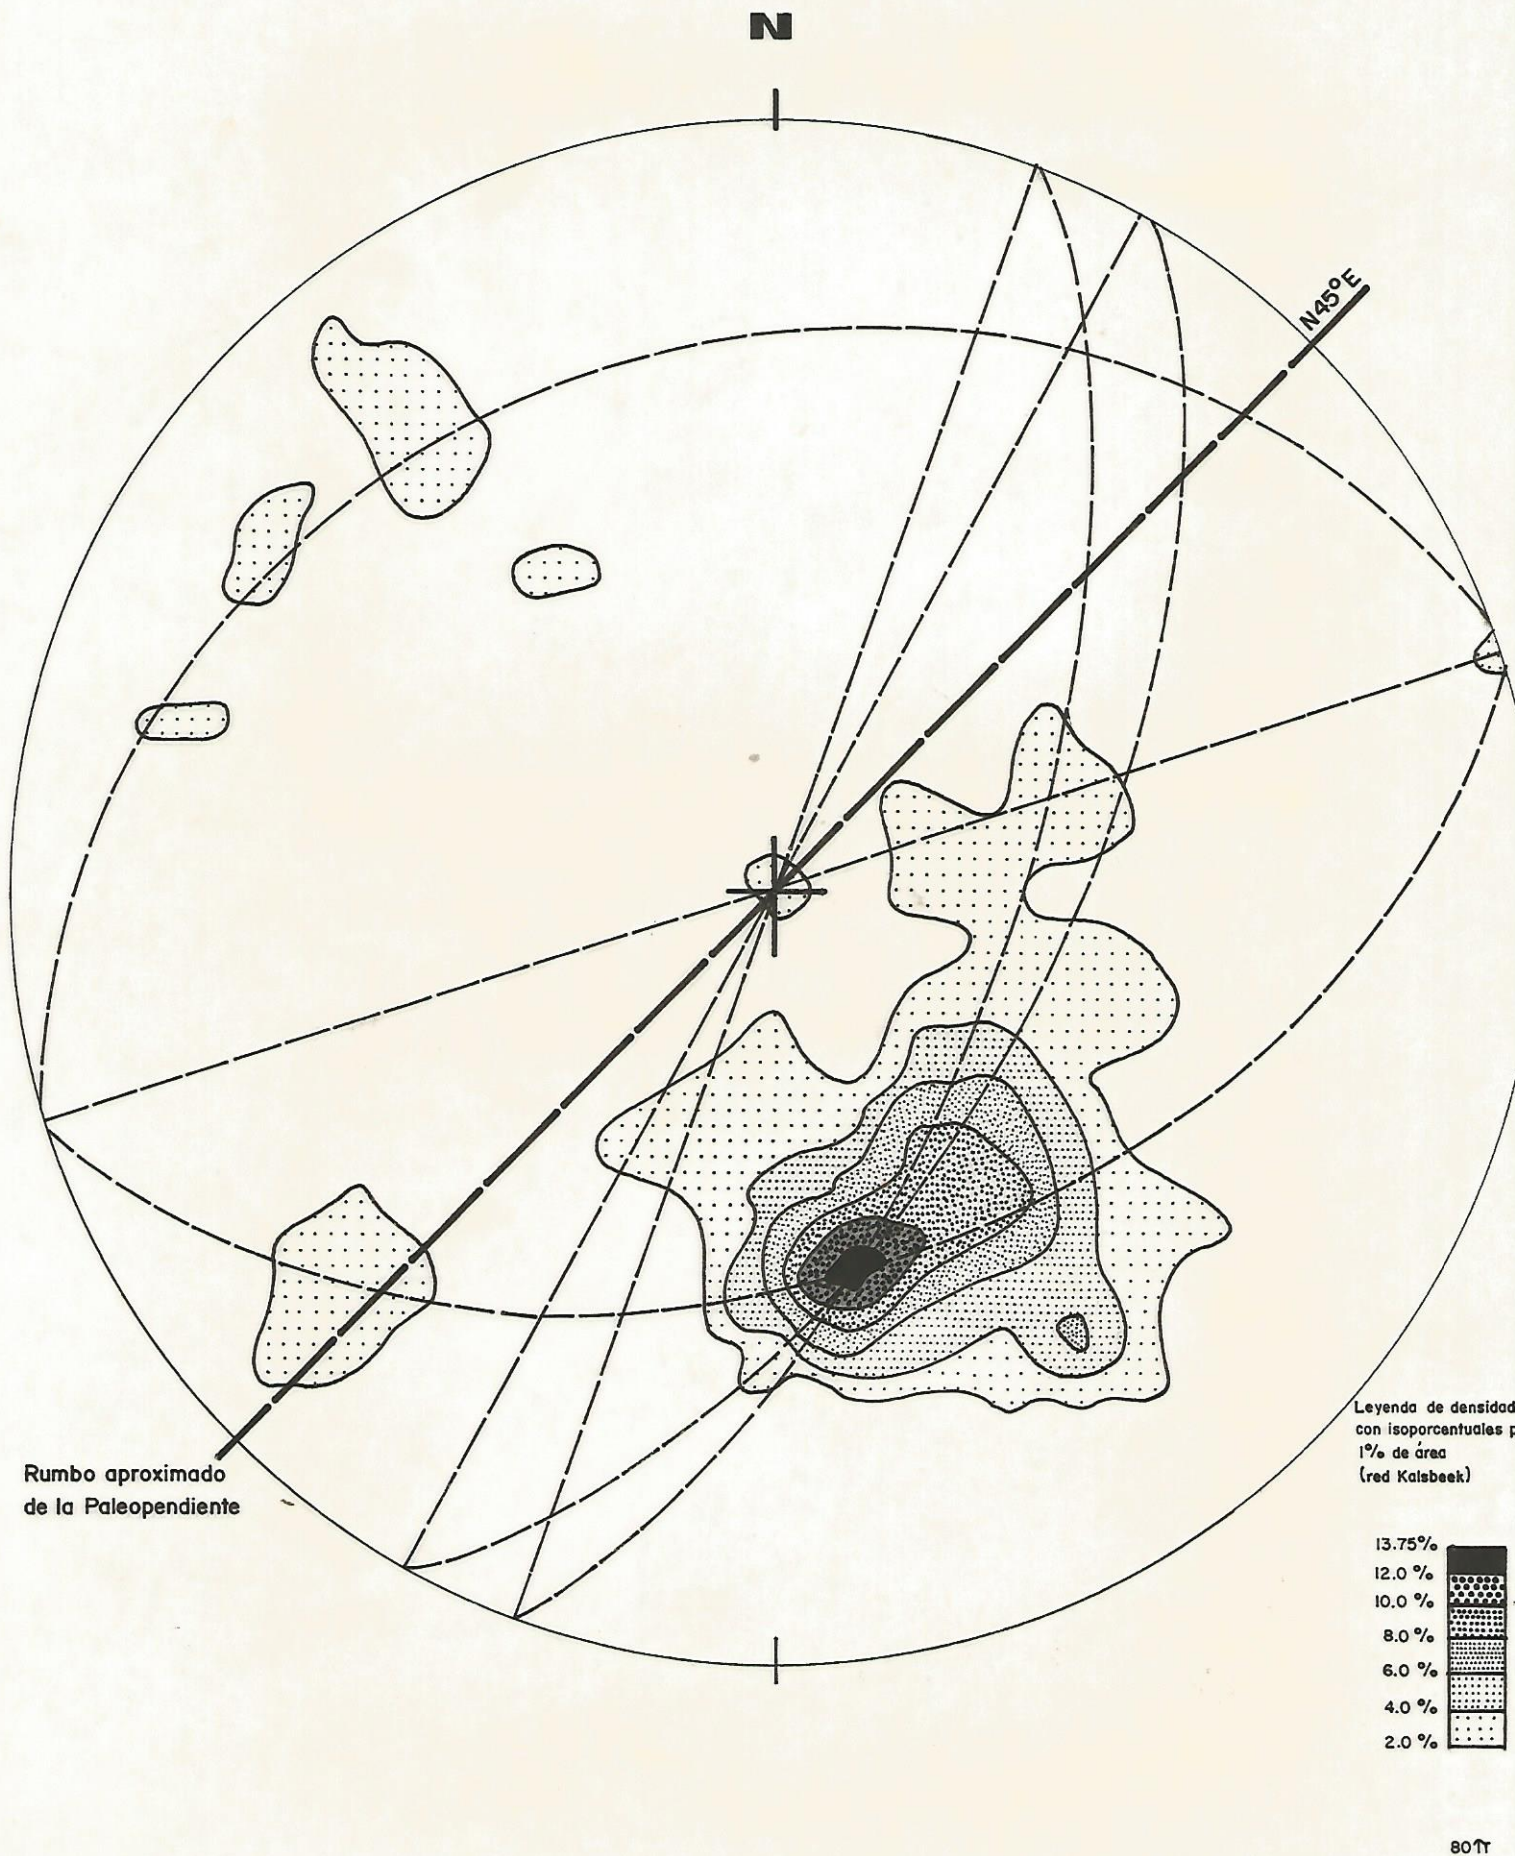 N
N45°E
Rumbo aproximado
de la Paleopendiente
Leyenda de densidad
con isoporcentuales p
1% de área
(red Kalsbeek)
13.75%
12.0 %
10.0 %
8.0 %
6.0 %
4.0 %
2.0 %
80 π